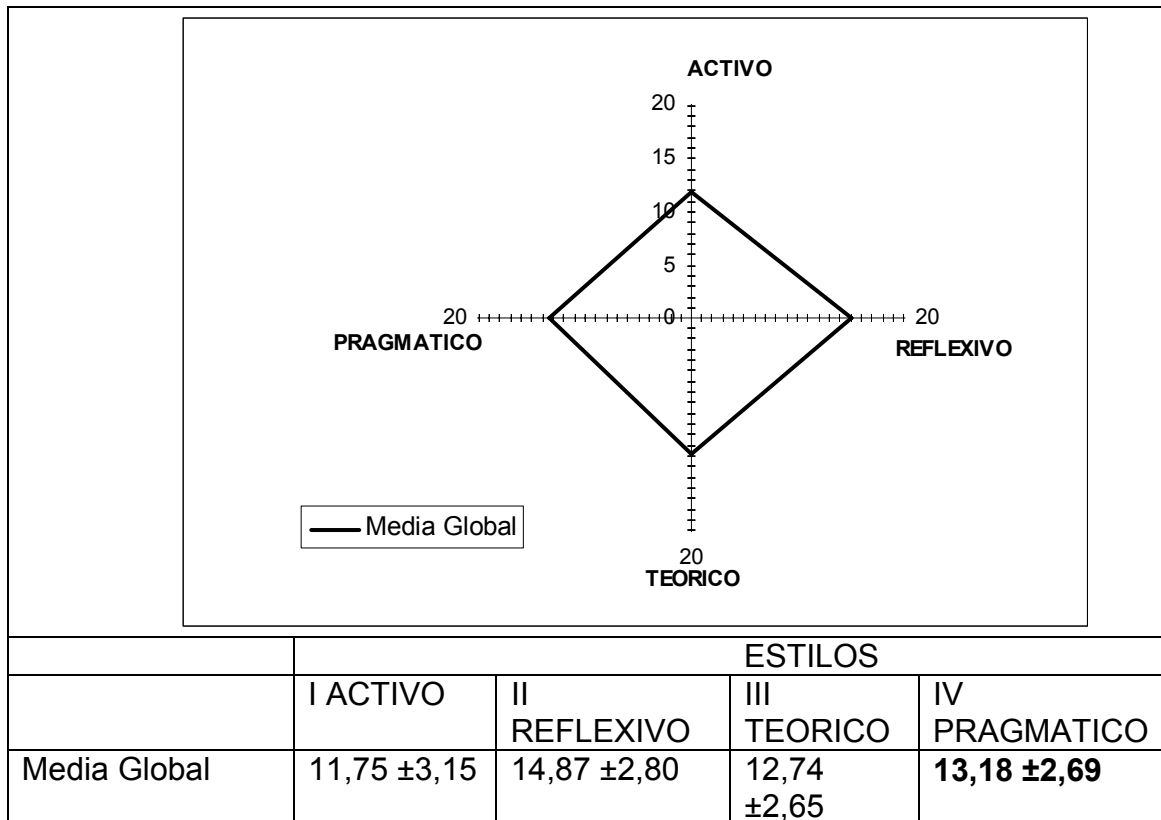 ACTIVO
20
15
10
5
20
0
20
PRAGMATICO
REFLEXIVO
Media Global
20
TEORICO
ESTILOS
I ACTIVO
II
REFLEXIVO
III
TEORICO
IV
PRAGMATICO
Media Global
11,75 ±3,15
14,87 ±2,80
12,74
±2,65
13,18 ±2,69